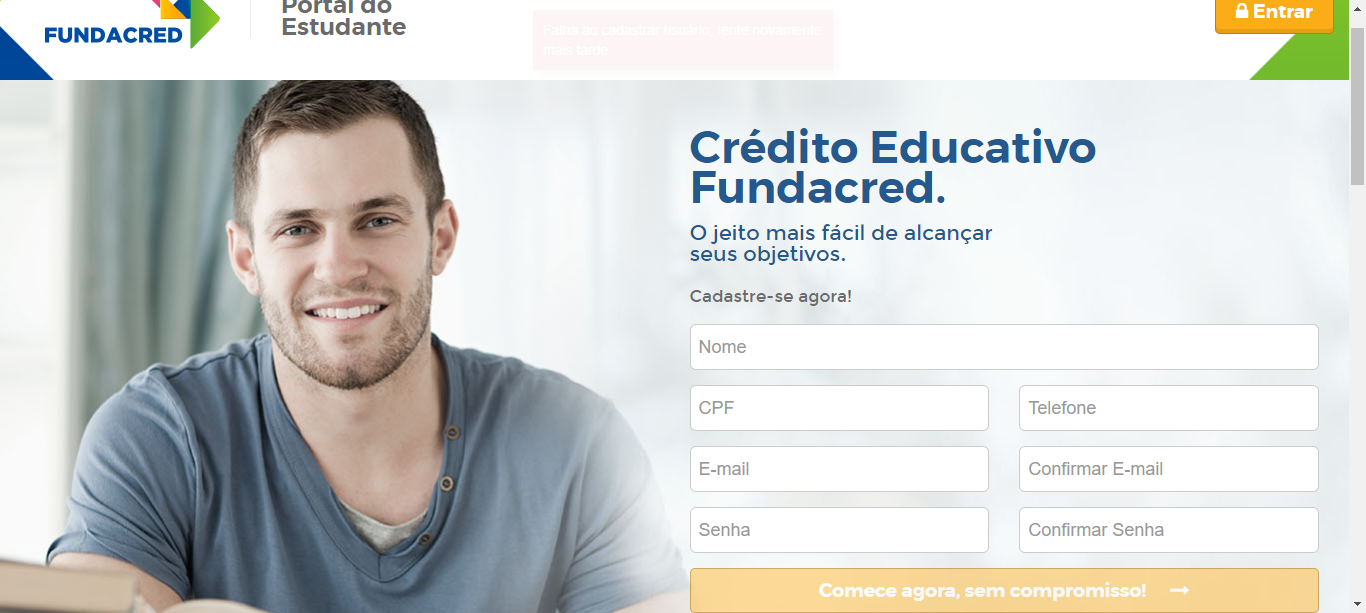 FUNDACRED
Portal do
Estudante
Falha ao cadastrar usuário, tente novamente
mais tarde
Entrar
Crédito Educativo
Fundacred.
O jeito mais fácil de alcançar
seus objetivos.
Cadastre-se agora!
Nome
CPF
Telefone
E-mail
Confirmar E-mail
Senha
Confirmar Senha
Comece agora, sem compromisso!